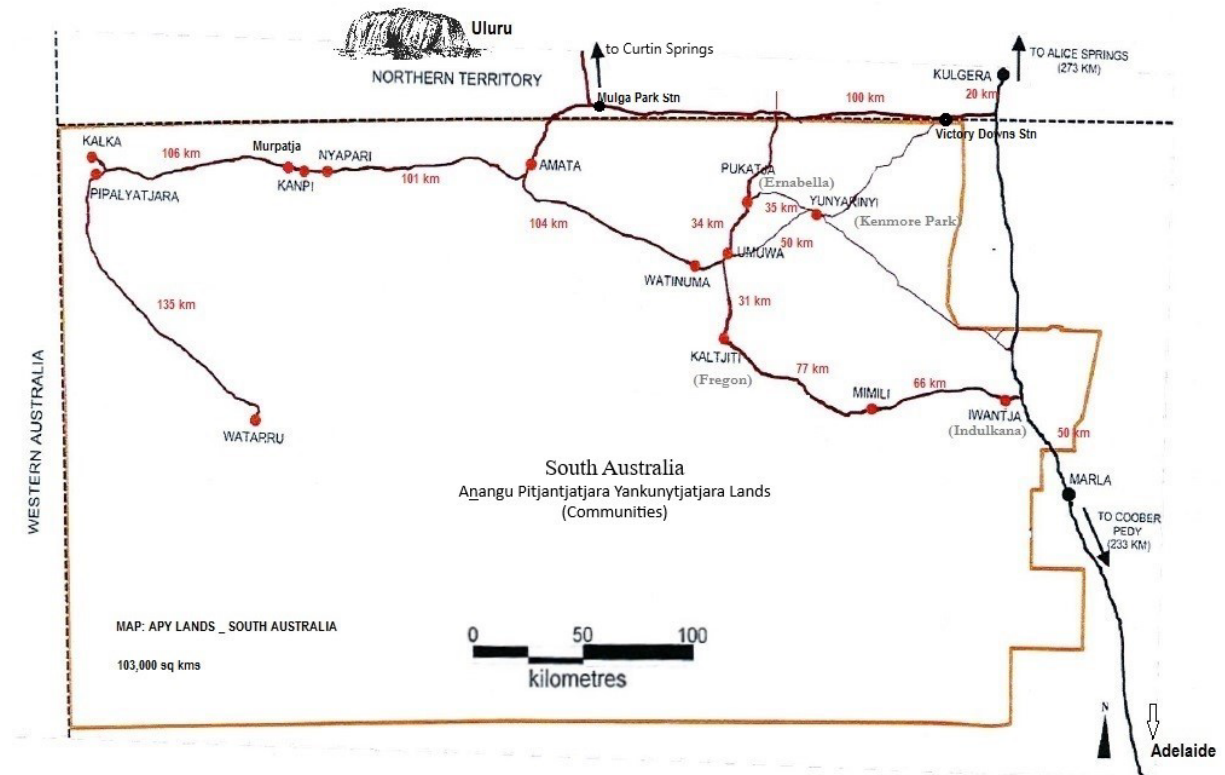 Uluru
to Curtin Springs
NORTHERN TERRITORY
TO ALICE SPRINGS
(273 KM)
KULGERA
20 km
100 km
Mulga Park Stn
Victory Downs Stn
KALKA
106 km
Murpatja
NYAPARI
KANPI
101 km
AMATA
PIPALYATJARA
PUKATJA
(Ernabella)
YUNYARINYI
(Kenmore Park)
35 km
34 km
50 km
104 km
UMUWA
WATINUMA
135 km
31 km
KALTJITI
(Fregon)
77 km
MIMILI
66 km
IWANTJA
(Indulkana)
50 km
WATARRU
WESTERN AUSTRALIA
South Australia
Anangu Pitjantjatjara Yankunytjatjara Lands
(Communities)
MARLA
TO COOBER
PEDY
(233 KM)
MAP: APY LANDS _ SOUTH AUSTRALIA
103,000 sq kms
0 50 100
kilometres
N
Adelaide